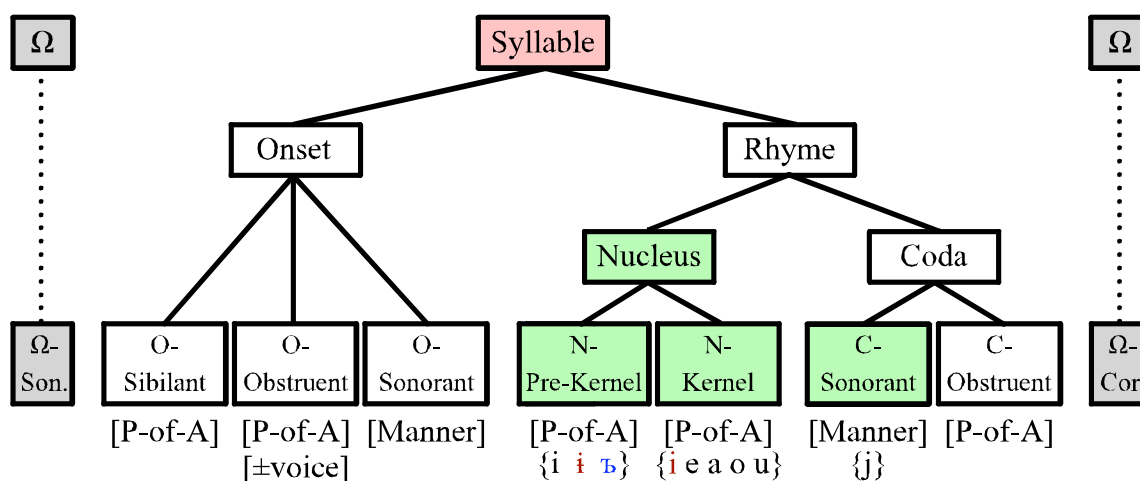 Ω Syllable Ω
Onset Rhyme
Nucleus Coda
Ω- O- O- O- N- N- C- C- Ω-
Son. Sibilant Obstruent Sonorant Pre-Kernel Kernel Sonorant Obstruent Con
[P-of-A] [P-of-A] [Manner] [P-of-A] [P-of-A] [Manner] [P-of-A]
[±voice] {i ɨ ъ} {i e a o u} {j}